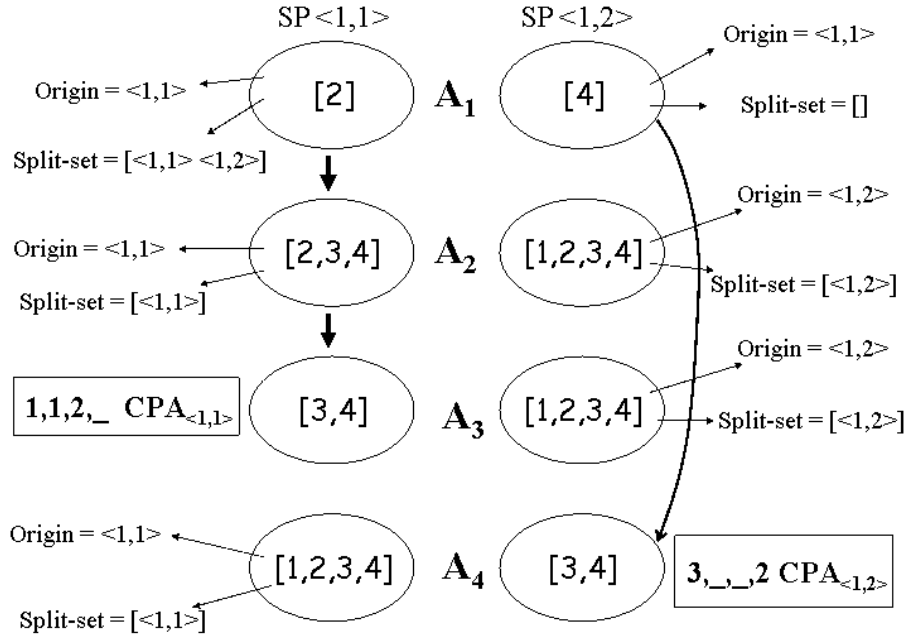 SP <1,1>
SP <1,2>
Origin = <1,1>
Origin = <1,1>
[2]
A1
[4]
Split-set = []
Split-set = [<1,1> <1,2>]
Origin = <1,2>
Origin = <1,1>
[2,3,4]
A2
[1,2,3,4]
Split-set = [<1,1>]
Split-set = [<1,2>]
Origin = <1,2>
1,1,2,_ CPA<1,1>
[3,4]
A3
[1,2,3,4]
Split-set = [<1,2>]
Origin = <1,1>
[1,2,3,4]
A4
[3,4]
3,_,_,2 CPA<1,2>
Split-set = [<1,1>]